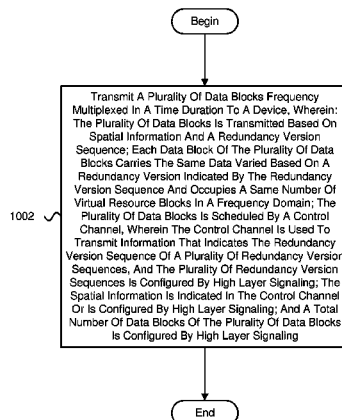 Begin
Transmit A Plurality Of Data Blocks Frequency
Multiplexed In A Time Duration To A Device, Wherein:
The Plurality Of Data Blocks Is Transmitted Based On
Spatial Information And A Redundancy Version
Sequence; Each Data Block Of The Plurality Of Data
Blocks Carries The Same Data Varied Based On A
Redundancy Version Indicated By The Redundancy
Version Sequence And Occupies A Same Number Of
Virtual Resource Blocks In A Frequency Domain; The
Plurality Of Data Blocks Is Scheduled By A Control
Channel, Wherein The Control Channel Is Used To
Transmit Information That Indicates The Redundancy
Version Sequence Of A Plurality Of Redundancy Version
Sequences, And The Plurality Of Redundancy Version
Sequences Is Configured By High Layer Signaling; The
Spatial Information Is Indicated In The Control Channel
Or Is Configured By High Layer Signaling; And A Total
Number Of Data Blocks Of The Plurality Of Data Blocks
Is Configured By High Layer Signaling
1002
End